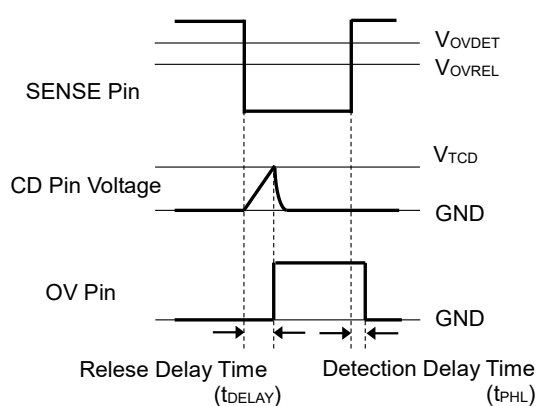 VOVDET
VOVREL
SENSE Pin
VTCD
CD Pin Voltage
GND
OV Pin
GND
Relese Delay Time
(tDELAY)
Detection Delay Time
(tPHL)